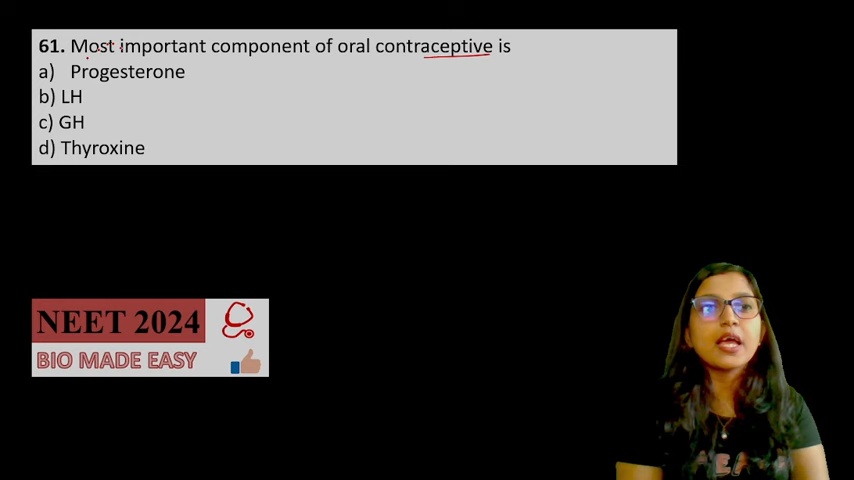 61. Most important component of oral contraceptive is
a) Progesterone
b) LH
c) GH
d) Thyroxine
NEET 2024
BIO MADE EASY